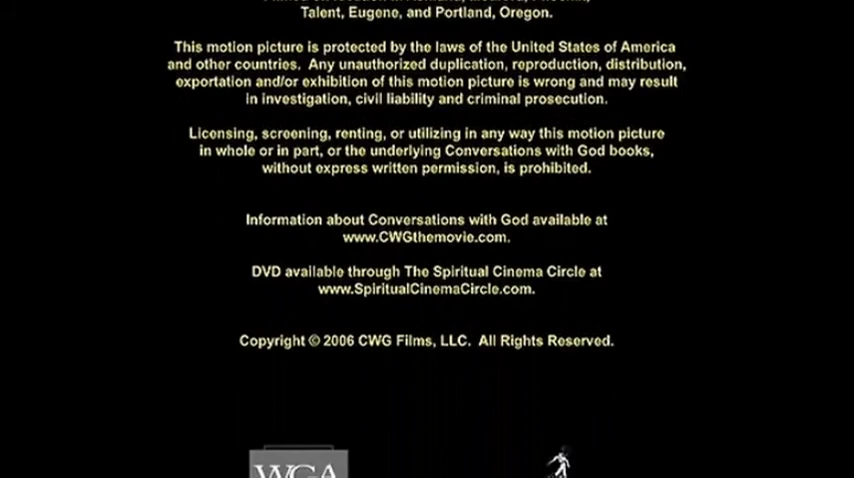 Talent, Eugene, and Portland, Oregon.
This motion picture is protected by the laws of the United States of America
and other countries. Any unauthorized duplication, reproduction, distribution,
exportation and/or exhibition of this motion picture is wrong and may result
in investigation, civil liability and criminal prosecution.
Licensing, screening, renting, or utilizing in any way this motion picture
in whole or in part, or the underlying Conversations with God books,
without express written permission, is prohibited.
Information about Conversations with God available at
www.CWGthemovie.com.
DVD available through The Spiritual Cinema Circle at
www.SpiritualCinemaCircle.com.
Copyright © 2006 CWG Films, LLC. All Rights Reserved.
WGA